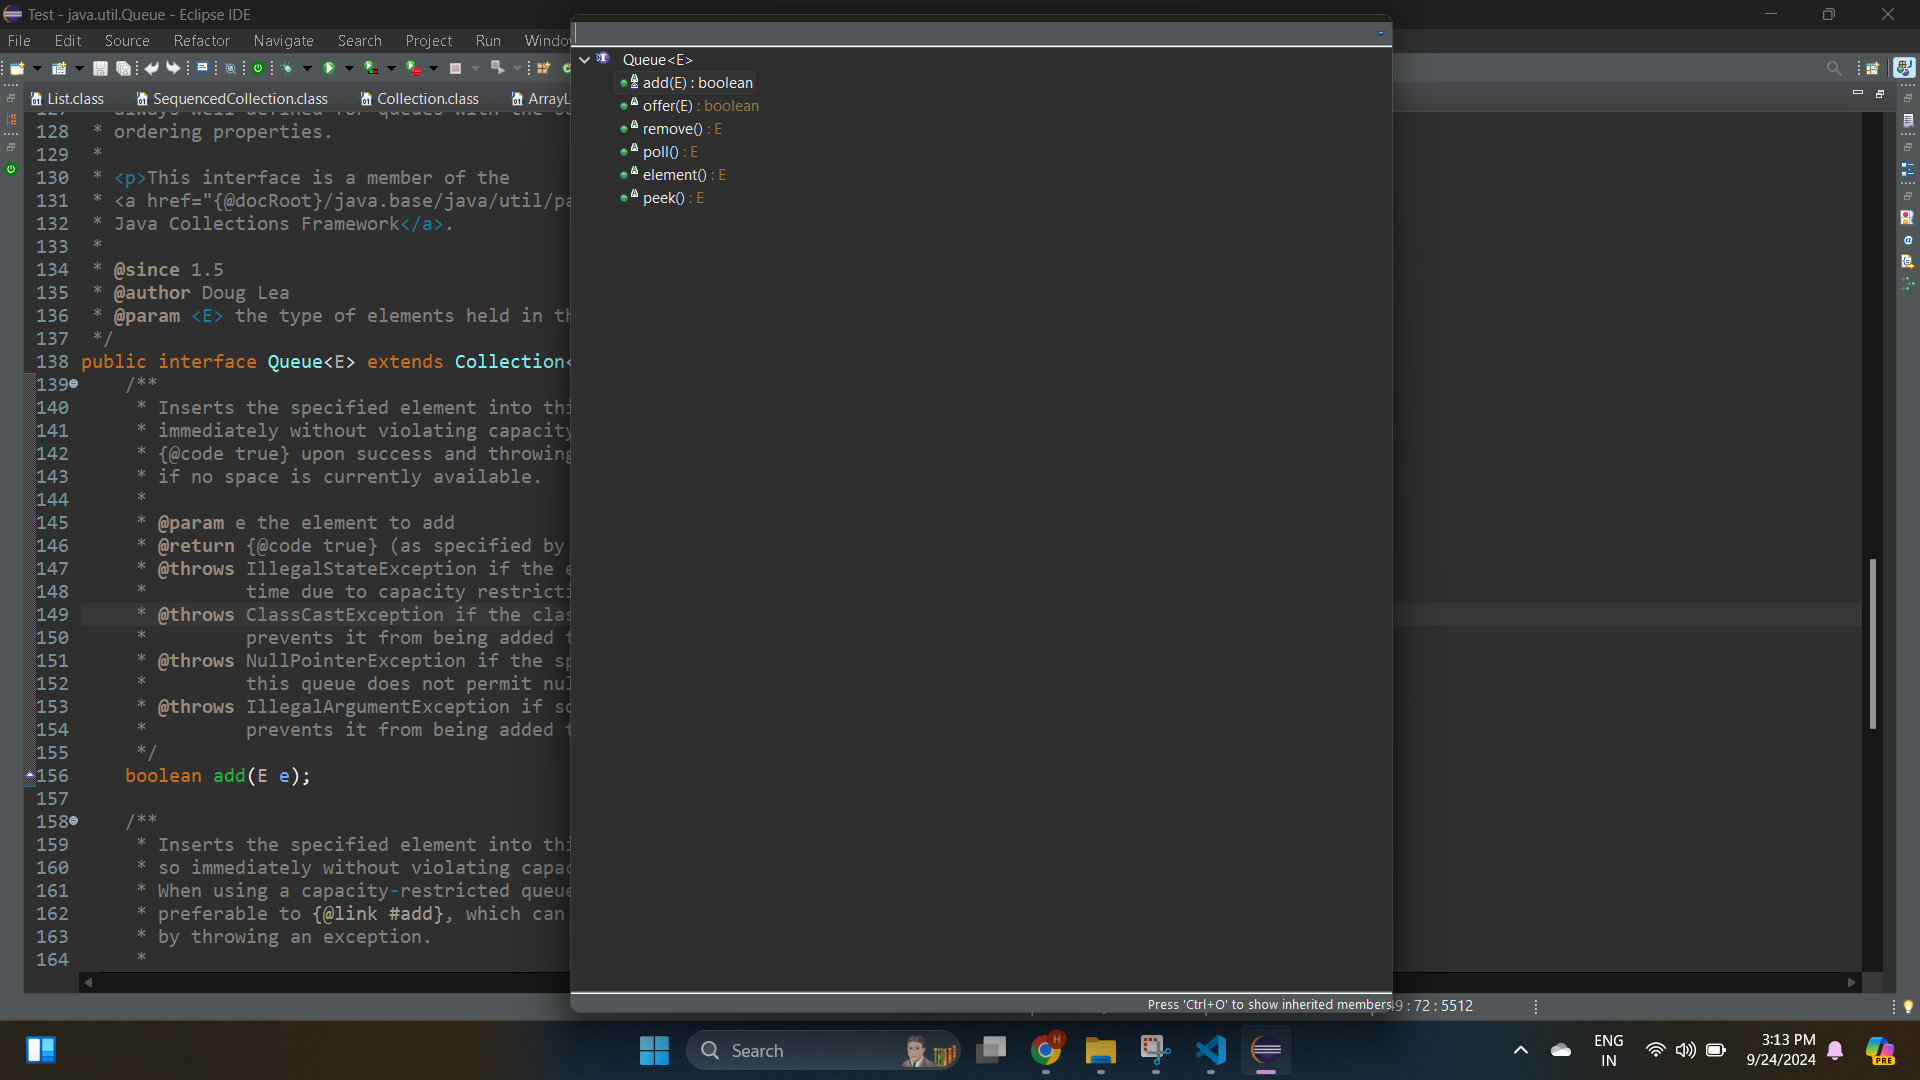 Test - java.util.Queue - Eclipse IDE
File Edit Source Refactor Navigate Search Project Run Windo
List.class SequencedCollection.class Collection.class ArrayL
128 * ordering properties.
129 *
130 * <p>This interface is a member of the
131 * <a href="{@docRoot}/java.base/java/util/pa
132 * Java Collections Framework</a>.
133 *
134 * @since 1.5
135 * @author Doug Lea
136 * @param <E> the type of elements held in th
137 */
138 public interface Queue<E> extends Collection<
139 /**
140 * Inserts the specified element into thi
141 * immediately without violating capacity
142 * {@code true} upon success and throwing
143 * if no space is currently available.
144 *
145 * @param e the element to add
146 * @return {@code true} (as specified by
147 * @throws IllegalStateException if the e
148 * time due to capacity restricti
149 * @throws ClassCastException if the clas
150 * prevents it from being added t
151 * @throws NullPointerException if the sp
152 * this queue does not permit nul
153 * @throws IllegalArgumentException if so
154 * prevents it from being added t
155 */
156 boolean add(E e);
157
158 /**
159 * Inserts the specified element into thi
160 * so immediately without violating capac
161 * When using a capacity-restricted queue
162 * preferable to {@link #add}, which can
163 * by throwing an exception.
164 *
Queue<E>
add(E) : boolean
offer(E) : boolean
remove() : E
poll() : E
element() : E
peek() : E
Press 'Ctrl+O' to show inherited members
49 : 72 : 5512
Search
ENG
IN
3:13 PM
9/24/2024
PRE